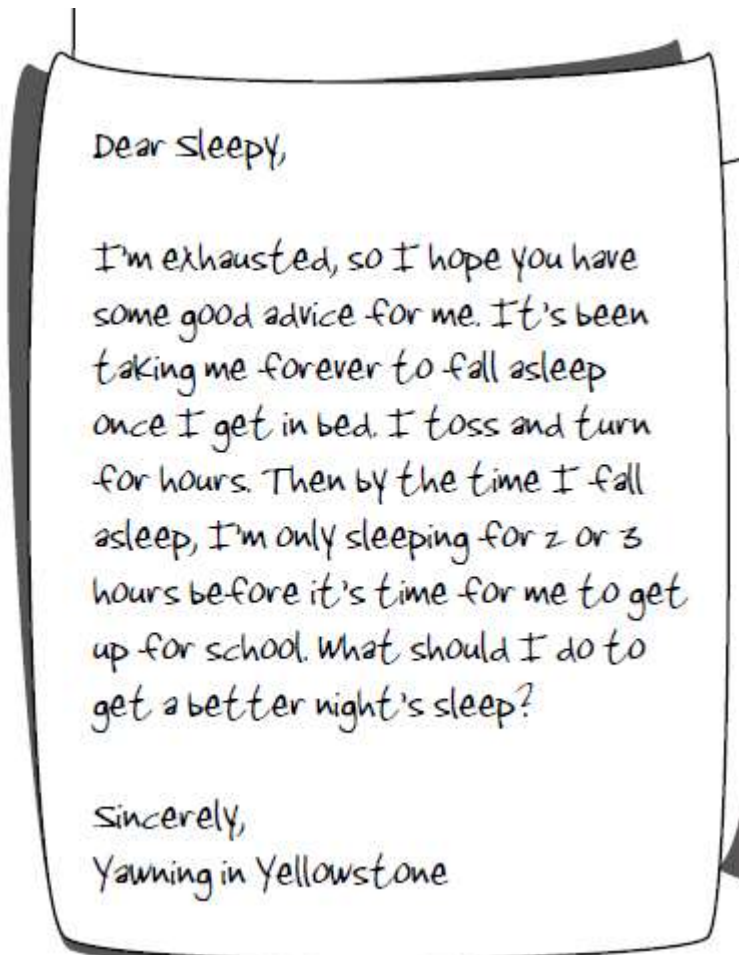 Dear Sleepy,
I'm exhausted, so I hope you have
some good advice for me. It's been
taking me forever to fall asleep
once I get in bed. I toss and turn
for hours. Then by the time I fall
asleep, I'm only sleeping for 2 or 3
hours before it's time for me to get
up for school. What should I do to
get a better night's sleep?
Sincerely,
Yawning in Yellowstone